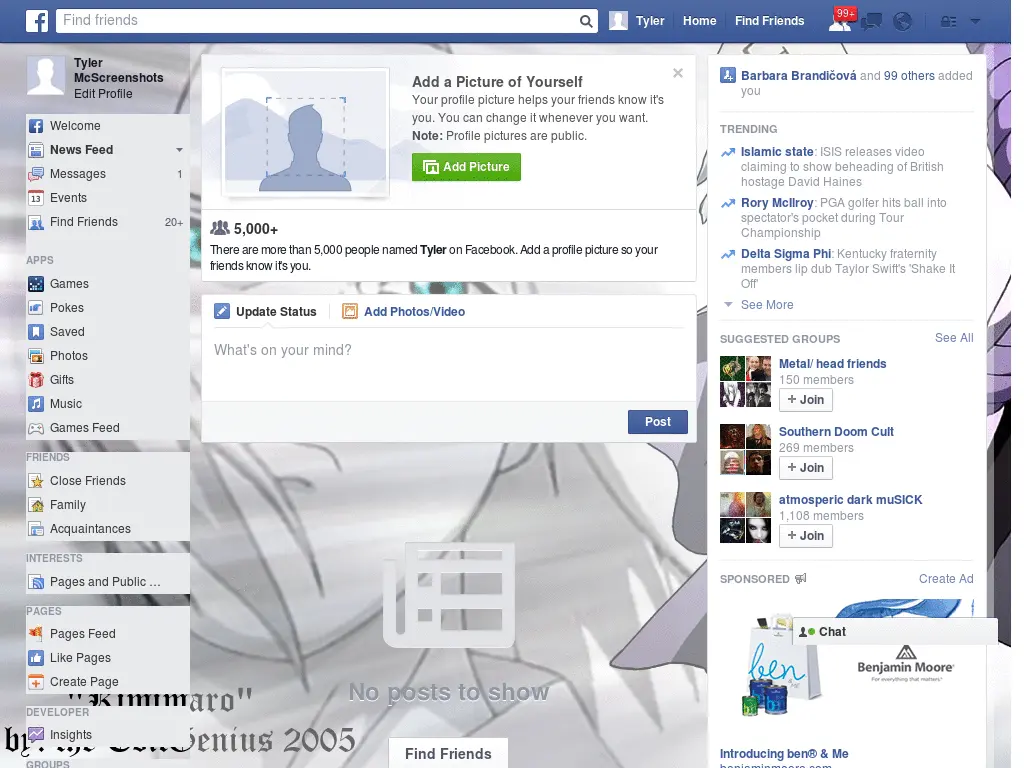 Find friends
Tyler
Home
Find Friends
99+
Tyler
McScreenshots
Edit Profile
Welcome
News Feed
Messages 1
13 Events
Find Friends 20+
APPS
Games
Pokes
Saved
Photos
Gifts
Music
Games Feed
FRIENDS
Close Friends
Family
Acquaintances
INTERESTS
Pages and Public ...
PAGES
Pages Feed
Like Pages
Create Page
DEVELOPER
Insights
GROUPS
"Kimimaro"
2005
Add a Picture of Yourself
Your profile picture helps your friends know it's
you. You can change it whenever you want.
Note: Profile pictures are public.
Add Picture
5,000+
There are more than 5,000 people named Tyler on Facebook. Add a profile picture so your
friends know it's you.
Update Status
Add Photos/Video
What's on your mind?
Post
No posts to show
Find Friends
Barbara Brandičová and 99 others added
you
TRENDING
Islamic state: ISIS releases video
claiming to show beheading of British
hostage David Haines
Rory McIlroy: PGA golfer hits ball into
spectator's pocket during Tour
Championship
Delta Sigma Phi: Kentucky fraternity
members lip dub Taylor Swift's 'Shake It
Off'
See More
SUGGESTED GROUPS See All
Metal/ head friends
150 members
+ Join
Southern Doom Cult
269 members
+ Join
atmosperic dark muSICK
1,108 members
+ Join
SPONSORED Create Ad
Chat
ben
Benjamin Moore®
For everything that matters.
Introducing ben® & Me
benjaminmoore.com